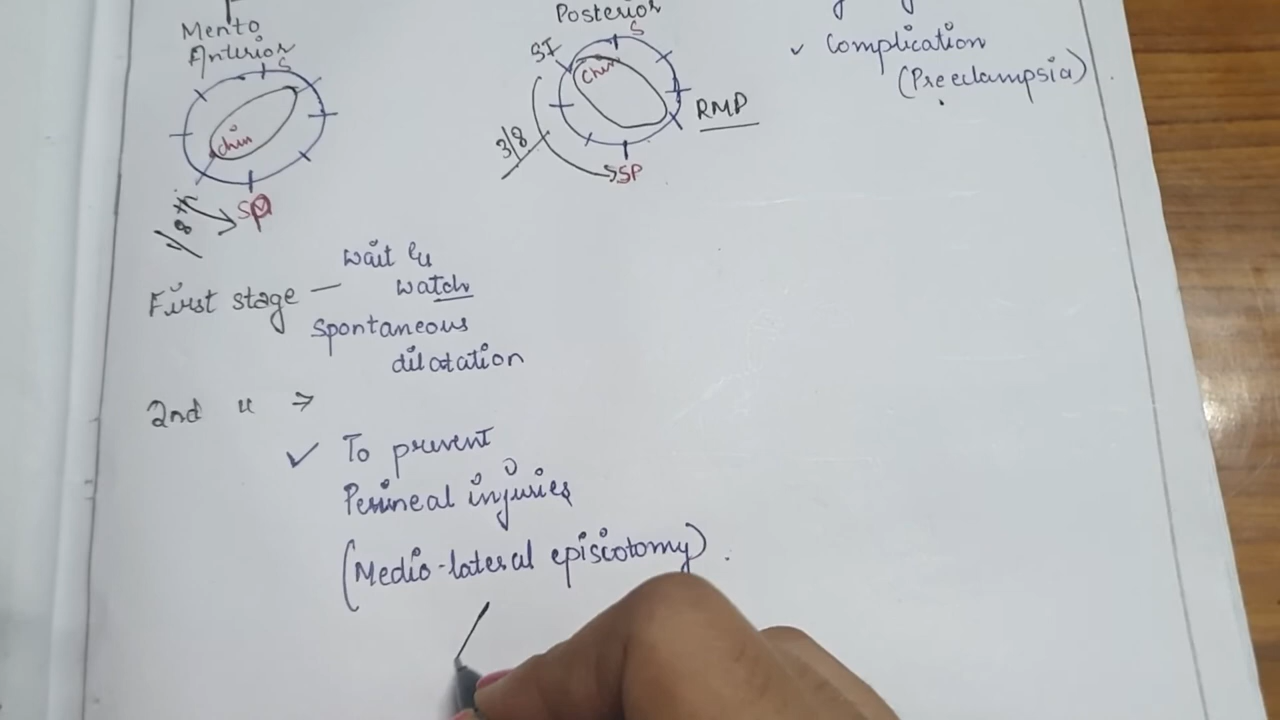 Mento
Anterior
S
chin
SP
1/8th
Posterior
S
SI
chin
RMP
3/8
SP
✓ Complication
(Preeclampsia)
First stage — wait &
watch
spontaneous
dilatation
2nd " →
✓ To prevent
Perineal injuries
(Medio-lateral episiotomy).